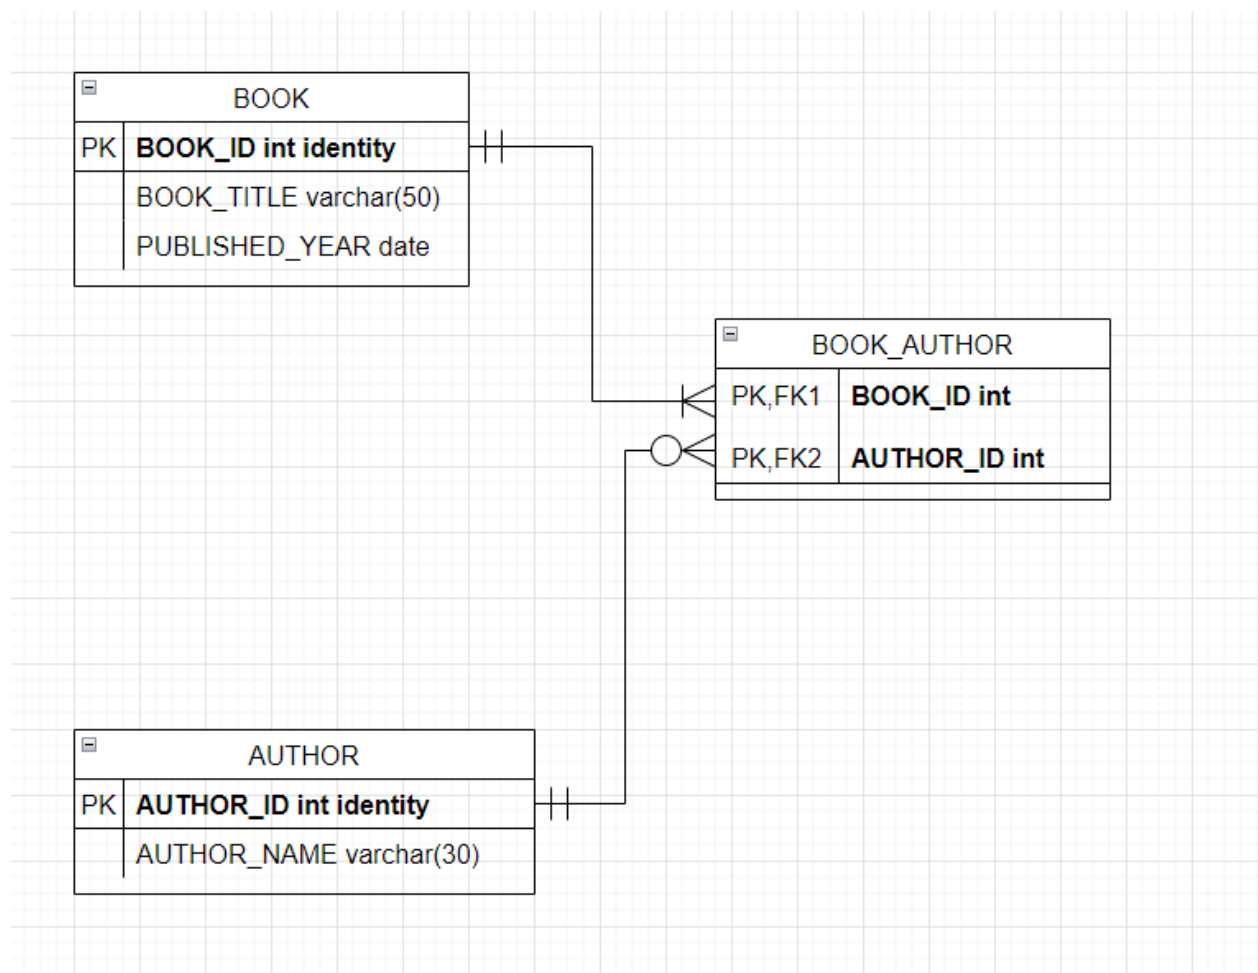 BOOK
PK BOOK_ID int identity
BOOK_TITLE varchar(50)
PUBLISHED_YEAR date
BOOK_AUTHOR
PK,FK1 BOOK_ID int
PK,FK2 AUTHOR_ID int
AUTHOR
PK AUTHOR_ID int identity
AUTHOR_NAME varchar(30)